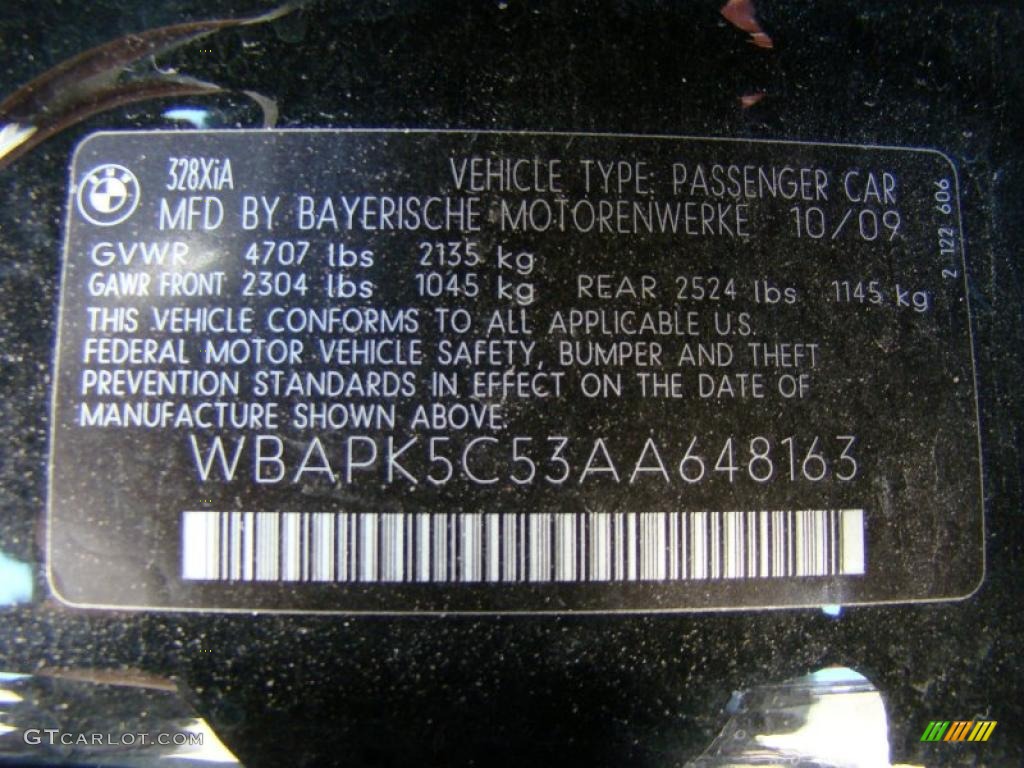 328XiA VEHICLE TYPE: PASSENGER CAR
MFD BY BAYERISCHE MOTORENWERKE 10/09
GVWR 4707 lbs 2135 kg
GAWR FRONT 2304 lbs 1045 kg REAR 2524 lbs 1145 kg
THIS VEHICLE CONFORMS TO ALL APPLICABLE U.S.
FEDERAL MOTOR VEHICLE SAFETY, BUMPER AND THEFT
PREVENTION STANDARDS IN EFFECT ON THE DATE OF
MANUFACTURE SHOWN ABOVE.
WBAPK5C53AA648163
2 122 606
GTCARLOT.COM